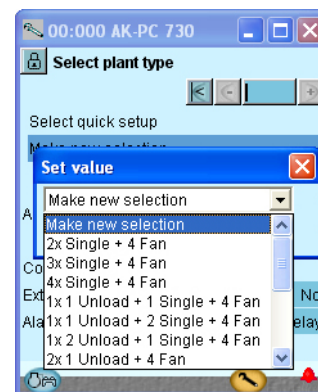 00:000 AK-PC 730
Select plant type
Select quick setup
Make new selection
Set value
Make new selection
Make new selection
2x Single + 4 Fan
3x Single + 4 Fan
4x Single + 4 Fan
1x 1 Unload + 1 Single + 4 Fan
1x 1 Unload + 2 Single + 4 Fan
1x 2 Unload + 1 Single + 4 Fan
2x 1 Unload + 4 Fan